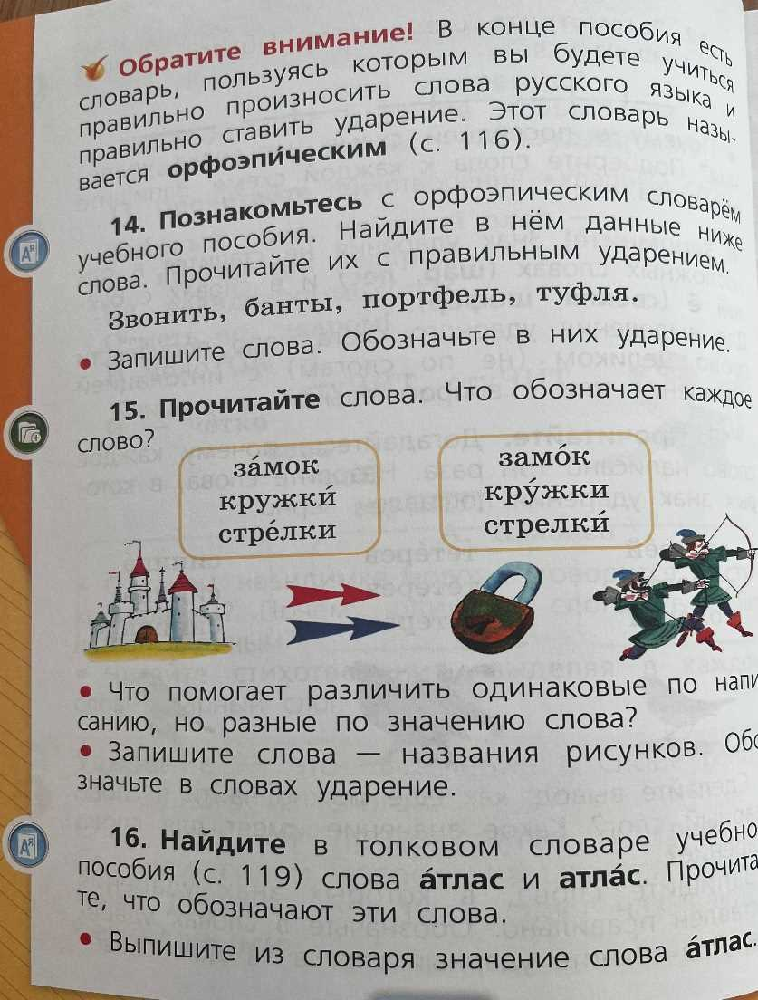 Обратите внимание! В конце пособия есть
словарь, пользуясь которым вы будете учиться
правильно произносить слова русского языка и
правильно ставить ударение. Этот словарь назы-
вается орфоэпи́ческим (с. 116).
14. Познакомьтесь с орфоэпическим словарём
учебного пособия. Найдите в нём данные ниже
слова. Прочитайте их с правильным ударением.
Звонить, банты, портфель, туфля.
• Запишите слова. Обозначьте в них ударение.
15. Прочитайте слова. Что обозначает каждое
слово?
за́мок
кружки́
стре́лки
замо́к
кру́жки
стрелки́
• Что помогает различить одинаковые по напи
санию, но разные по значению слова?
• Запишите слова — названия рисунков. Обо
значьте в словах ударение.
16. Найдите в толковом словаре учебно
пособия (с. 119) слова а́тлас и атла́с. Прочита
те, что обозначают эти слова.
• Выпишите из словаря значение слова а́тлас.